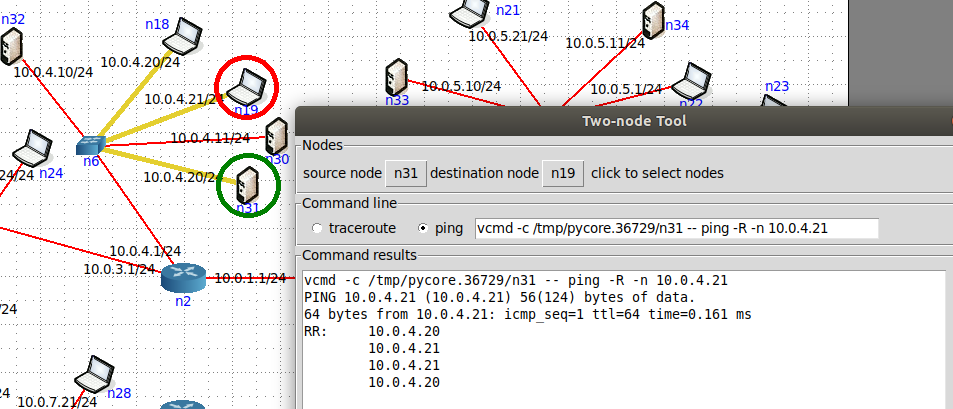 n32
n18
n21
n34
10.0.5.21/24
10.0.5.11/24
10.0.4.20/24
10.0.4.10/24
10.0.5.10/24
10.0.5.1/24
n23
10.0.4.21/24
n33
n22
n19
10.0.4.11/24
n6
n30
n24
24/24
10.0.4.20/24
n31
10.0.4.1/24
10.0.3.1/24
10.0.1.1/24
n2
/24
n28
24
10.0.7.21/24
Two-node Tool
Nodes
source node n31 destination node n19 click to select nodes
Command line
traceroute ping vcmd -c /tmp/pycore.36729/n31 -- ping -R -n 10.0.4.21
Command results
vcmd -c /tmp/pycore.36729/n31 -- ping -R -n 10.0.4.21
PING 10.0.4.21 (10.0.4.21) 56(124) bytes of data.
64 bytes from 10.0.4.21: icmp_seq=1 ttl=64 time=0.161 ms
RR: 10.0.4.20
10.0.4.21
10.0.4.21
10.0.4.20